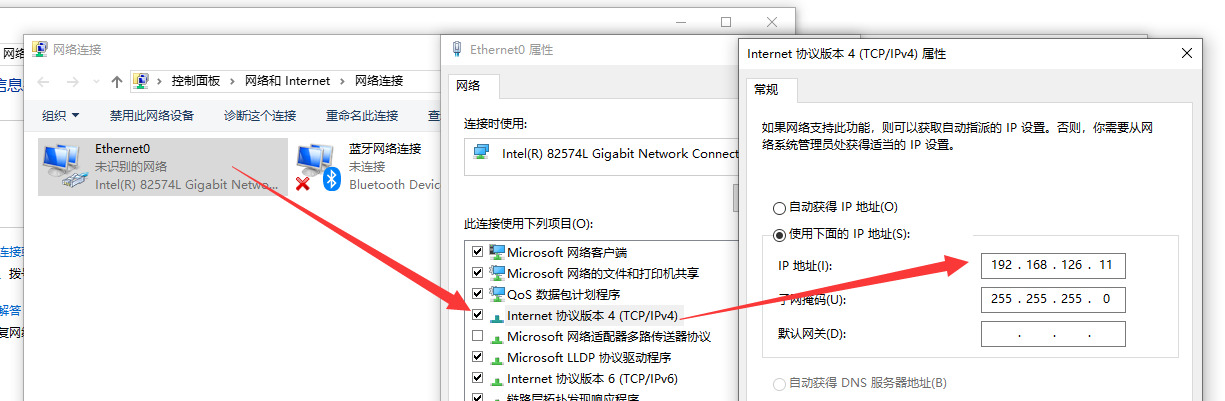 网络连接
控制面板 › 网络和 Internet › 网络连接
组织 禁用此网络设备 诊断这个连接 重命名此连接
Ethernet0
未识别的网络
Intel(R) 82574L Gigabit Netwo...
蓝牙网络连接
未连接
Bluetooth Devic
Ethernet0 属性
网络
连接时使用:
Intel(R) 82574L Gigabit Network Connect
此连接使用下列项目(O):
Microsoft 网络客户端
Microsoft 网络的文件和打印机共享
QoS 数据包计划程序
Internet 协议版本 4 (TCP/IPv4)
Microsoft 网络适配器多路传送器协议
Microsoft LLDP 协议驱动程序
Internet 协议版本 6 (TCP/IPv6)
链路层拓扑发现响应程序
Internet 协议版本 4 (TCP/IPv4) 属性
常规
如果网络支持此功能，则可以获取自动指派的 IP 设置。否则，你需要从网
络系统管理员处获得适当的 IP 设置。
自动获得 IP 地址(O)
使用下面的 IP 地址(S):
IP 地址(I): 192 . 168 . 126 . 11
子网掩码(U): 255 . 255 . 255 . 0
默认网关(D): . . .
自动获得 DNS 服务器地址(B)